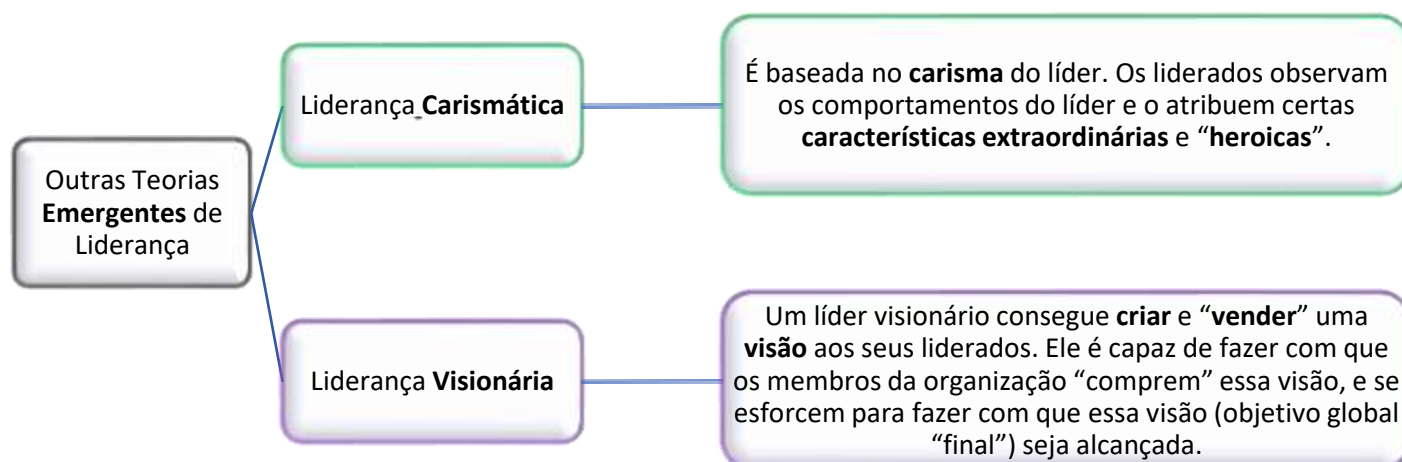 Outras Teorias
Emergentes de
Liderança
Liderança Carismática
É baseada no carisma do líder. Os liderados observam
os comportamentos do líder e o atribuem certas
características extraordinárias e “heroicas”.
Liderança Visionária
Um líder visionário consegue criar e “vender” uma
visão aos seus liderados. Ele é capaz de fazer com que
os membros da organização “comprem” essa visão, e se
esforcem para fazer com que essa visão (objetivo global
“final”) seja alcançada.